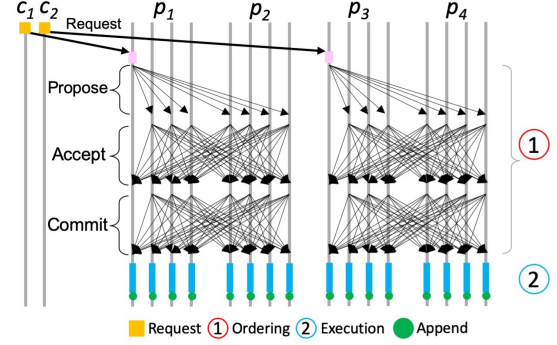 c1 c2 Request p1 p2 p3 p4
Propose
Accept
1
Commit
2
Request 1 Ordering 2 Execution Append